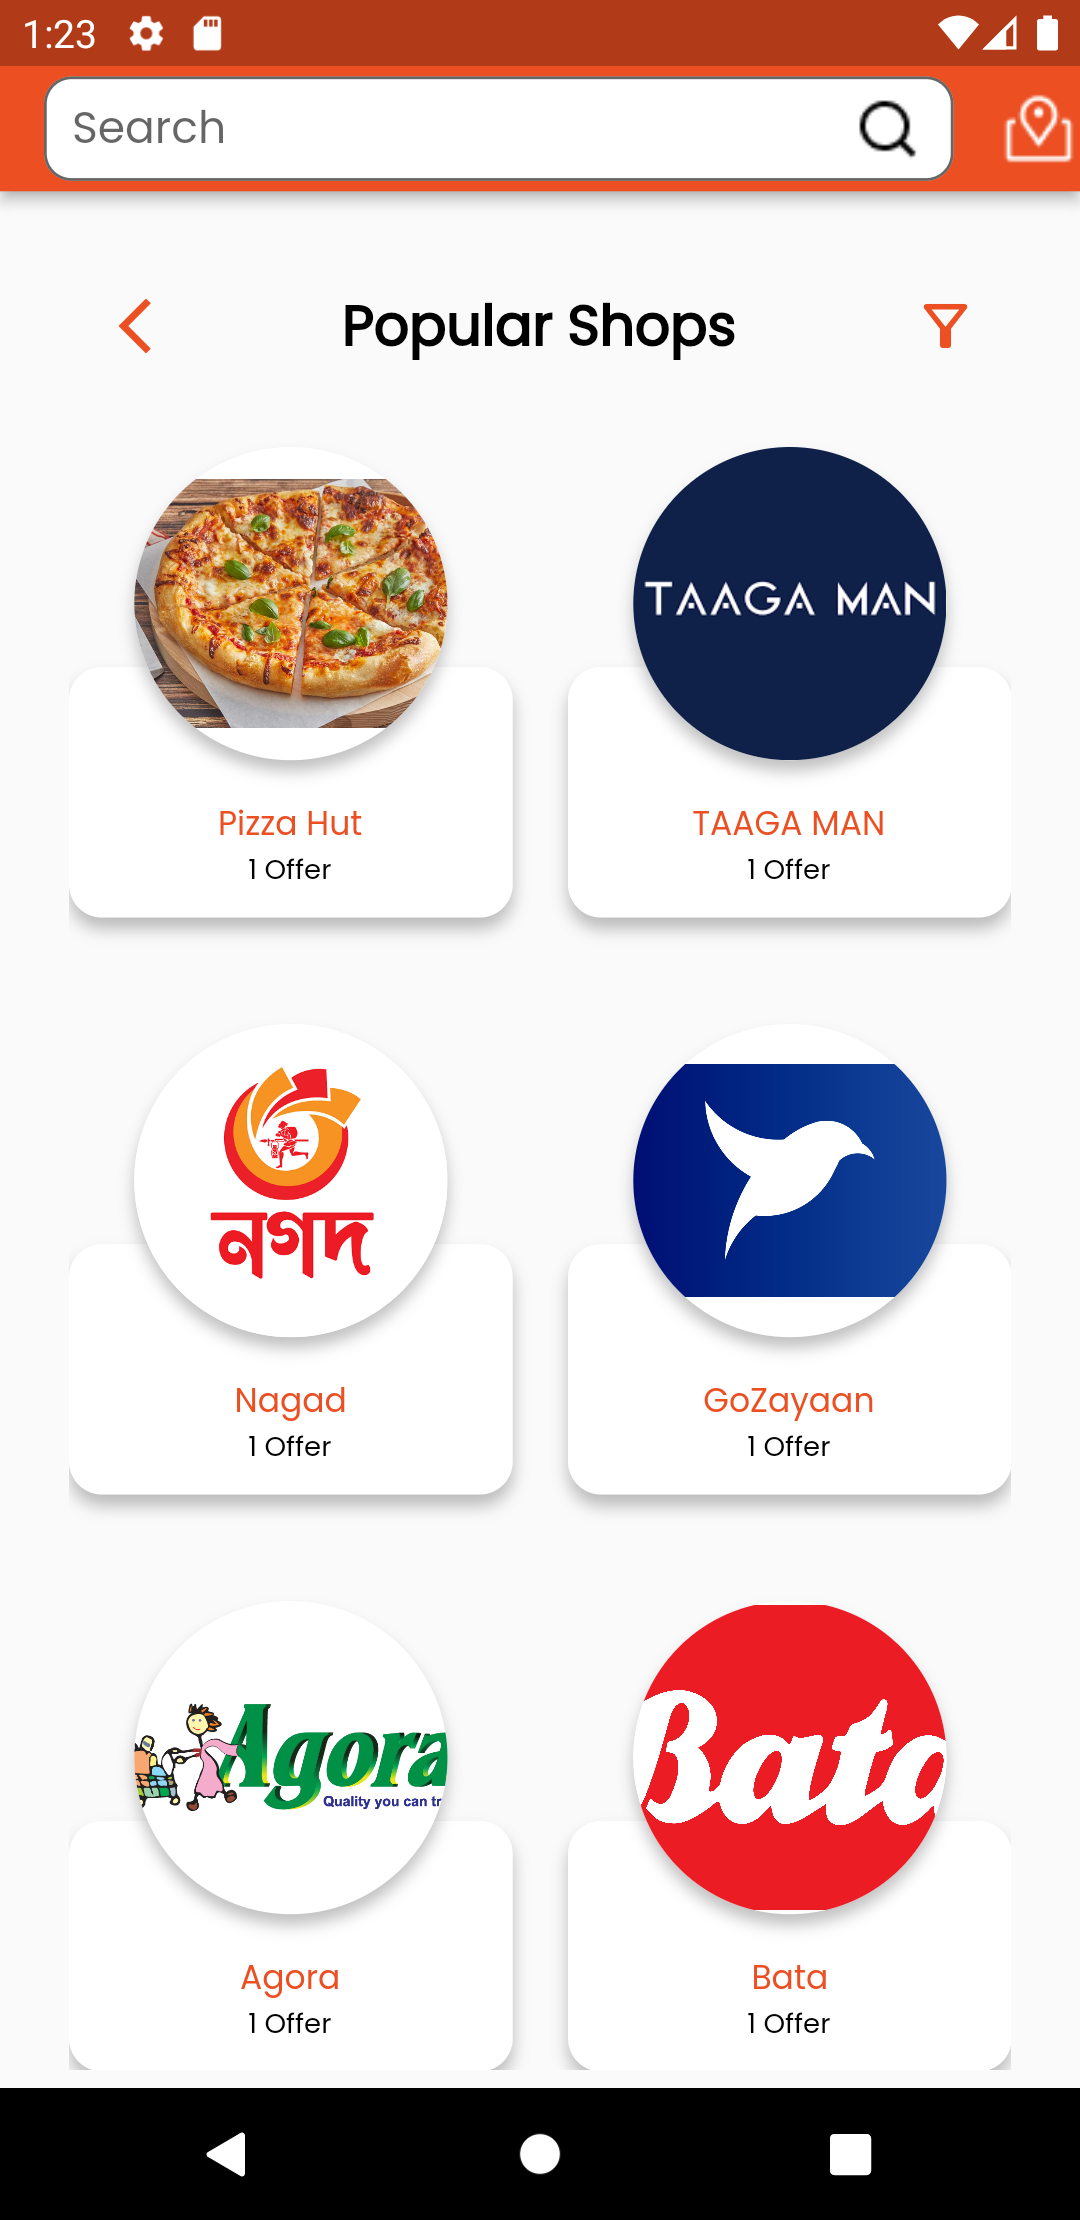 1:23
Search
Popular Shops
TAAGA MAN
Pizza Hut
1 Offer
TAAGA MAN
1 Offer
নগদ
Nagad
1 Offer
GoZayaan
1 Offer
Agora
Quality you can tr
Bata
Agora
1 Offer
Bata
1 Offer